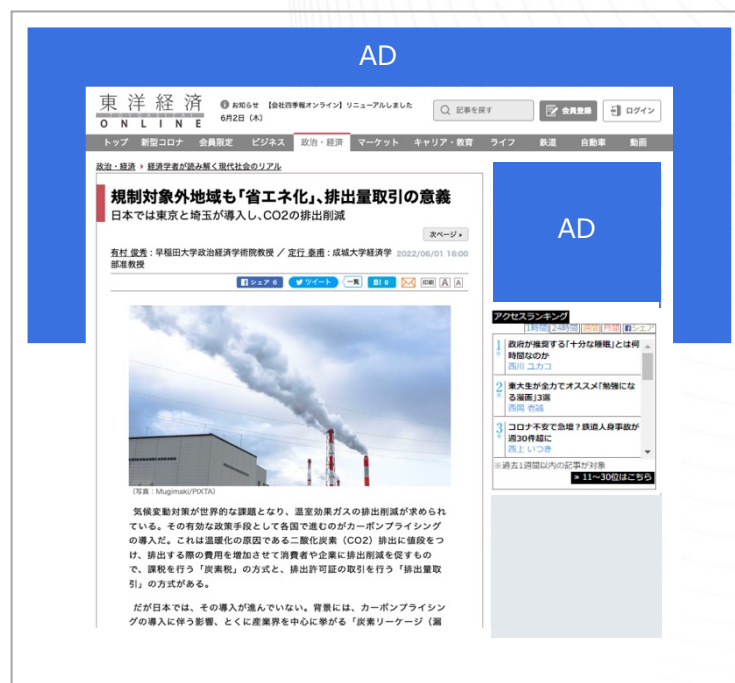 AD
東洋経済
ONLINE
お知らせ 【会社四季報オンライン】リニューアルしました
6月2日（木）
記事を探す
会員登録
ログイン
トップ 新型コロナ 会員限定 ビジネス 政治・経済 マーケット キャリア・教育 ライフ 鉄道 自動車 動画
政治・経済 経済学者が読み解く現代社会のリアル
規制対象外地域も「省エネ化」、排出量取引の意義
日本では東京と埼玉が導入し、CO2の排出削減
次ページ
有村 俊秀：早稲田大学政治経済学術院教授 ／ 定行 泰甫：成城大学経済学
部准教授
2022/06/01 16:00
シェア 6 ツイート 一覧 B! 0 印刷 A A
（写真：Mugimaki/PIXTA）
気候変動対策が世界的な課題となり、温室効果ガスの排出削減が求められ
ている。その有効な政策手段として各国で進むのがカーボンプライシング
の導入だ。これは温暖化の原因である二酸化炭素（CO2）排出に値段をつ
け、排出する際の費用を増加させて消費者や企業に排出削減を促すもの
で、課税を行う「炭素税」の方式と、排出許可証の取引を行う「排出量取
引」の方式がある。
だが日本では、その導入が進んでいない。背景には、カーボンプライシン
グの導入に伴う影響、とくに産業界を中心に挙がる「炭素リーケージ（漏
AD
アクセスランキング
1時間 24時間 週間 月間 シェア
1 政府が推奨する「十分な睡眠」とは何
時間なのか
西川 ユカコ
2 東大生が全力でオススメ「勉強にな
る漫画」3選
西岡 壱誠
3 コロナ不安で急増？鉄道人身事故が
週30件超に
西上 いつき
※過去1週間以内の記事が対象
» 11〜30位はこちら